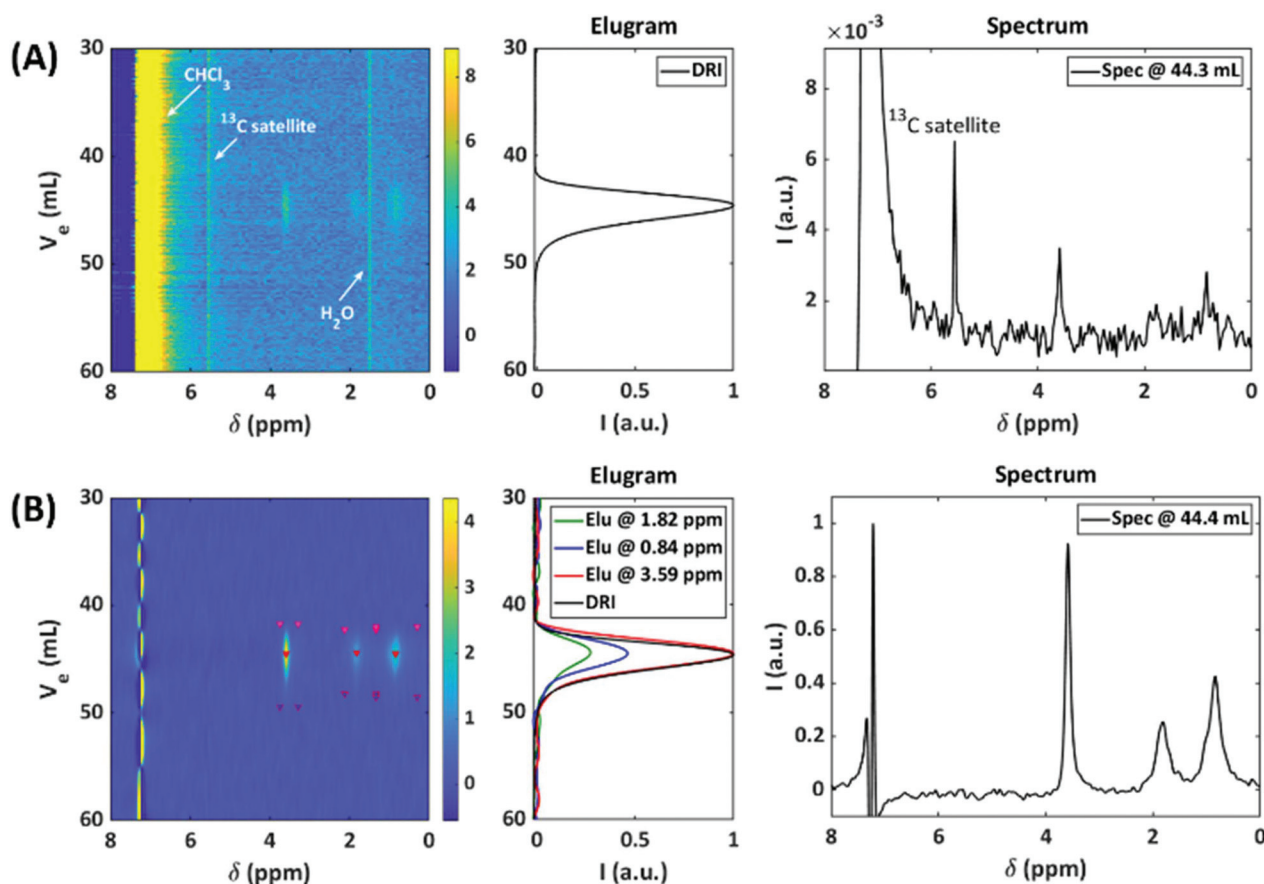 (A)
Elugram
Spectrum
CHCl3
13C satellite
H2O
Ve (mL)
30
40
50
60
8
6
4
2
0
δ (ppm)
8
6
4
2
0
DRI
30
40
50
60
0
0.5
1
I (a.u.)
×10-3
Spec @ 44.3 mL
13C satellite
I (a.u.)
8
6
4
2
8
6
4
2
0
δ (ppm)
(B)
Elugram
Spectrum
Ve (mL)
30
40
50
60
8
6
4
2
0
δ (ppm)
4
3
2
1
0
Elu @ 1.82 ppm
Elu @ 0.84 ppm
Elu @ 3.59 ppm
DRI
30
40
50
60
0
0.5
1
I (a.u.)
Spec @ 44.4 mL
I (a.u.)
1
0.8
0.6
0.4
0.2
0
8
6
4
2
0
δ (ppm)